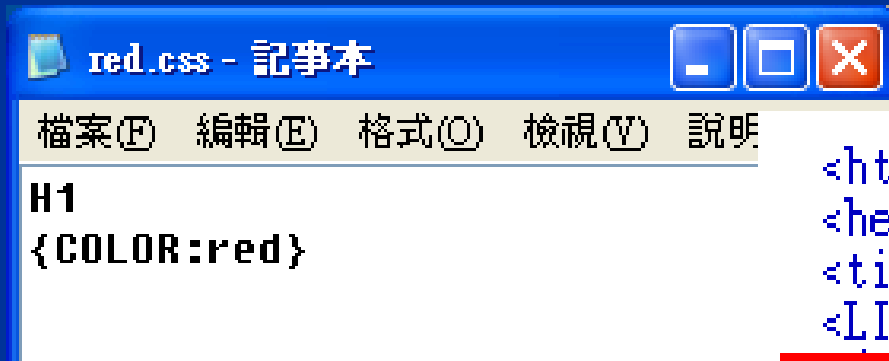 red.css - 記事本
檔案(F) 編輯(E) 格式(O) 檢視(V) 說明
H1
{COLOR:red}
<ht
<he
<ti
<LI